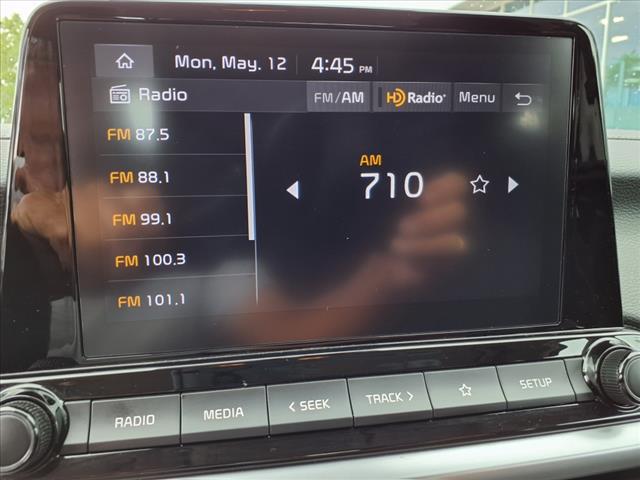 Mon, May. 12 4:45 PM
Radio FM/AM HD Radio® Menu
FM 87.5
FM 88.1
FM 99.1
FM 100.3
FM 101.1
AM
710
RADIO MEDIA < SEEK TRACK > SETUP